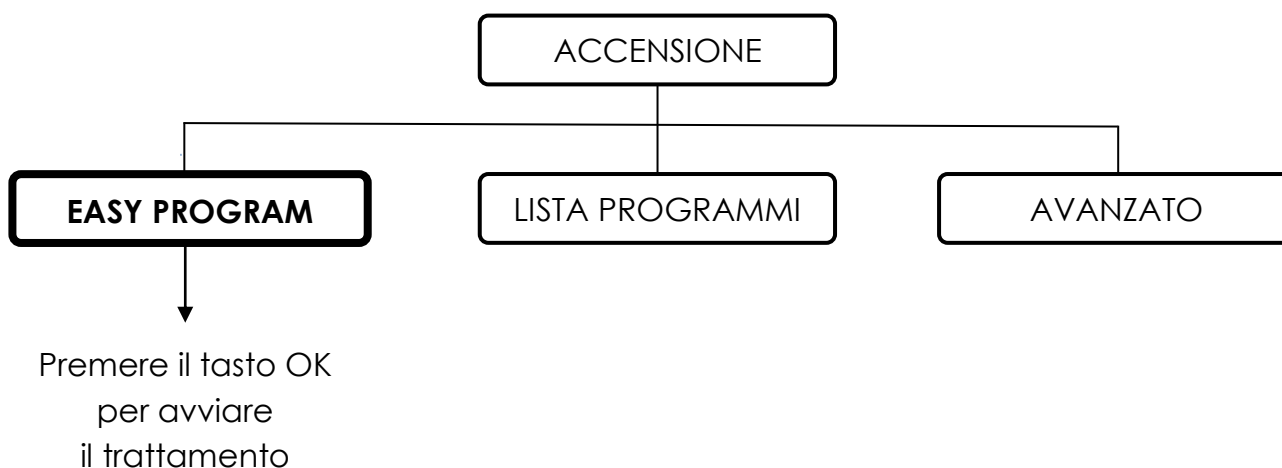 ACCENSIONE
EASY PROGRAM
LISTA PROGRAMMI
AVANZATO
Premere il tasto OK
per avviare
il trattamento